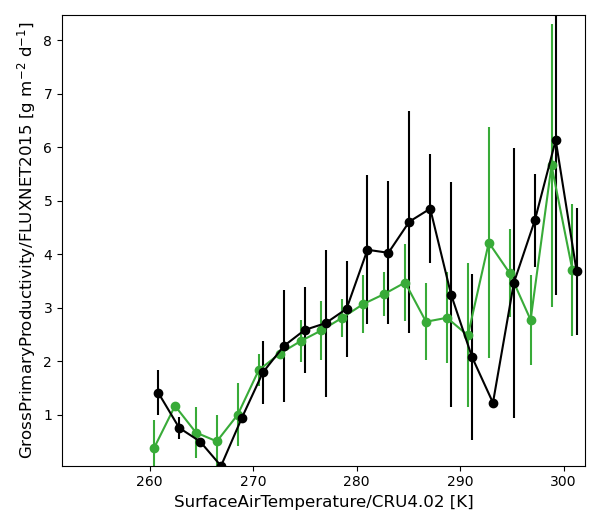 8
7
6
5
4
3
2
1
GrossPrimaryProductivity/FLUXNET2015 [g m⁻² d⁻¹]
260 270 280 290 300
SurfaceAirTemperature/CRU4.02 [K]